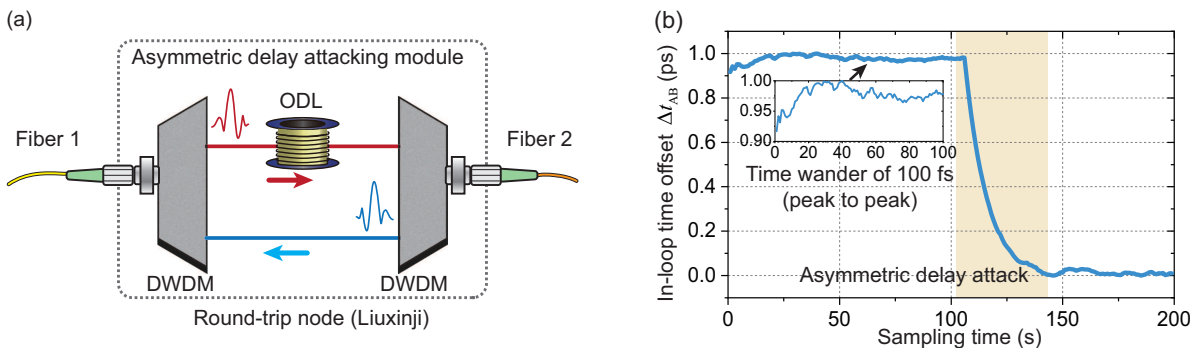 (a)
Asymmetric delay attacking module
ODL
Fiber 1
Fiber 2
DWDM
DWDM
Round-trip node (Liuxinji)
(b)
In-loop time offset Δt_AB (ps)
1.0
0.8
0.6
0.4
0.2
0.0
1.00
0.95
0.90
0 20 40 60 80 100
Time wander of 100 fs
(peak to peak)
Asymmetric delay attack
0 50 100 150 200
Sampling time (s)